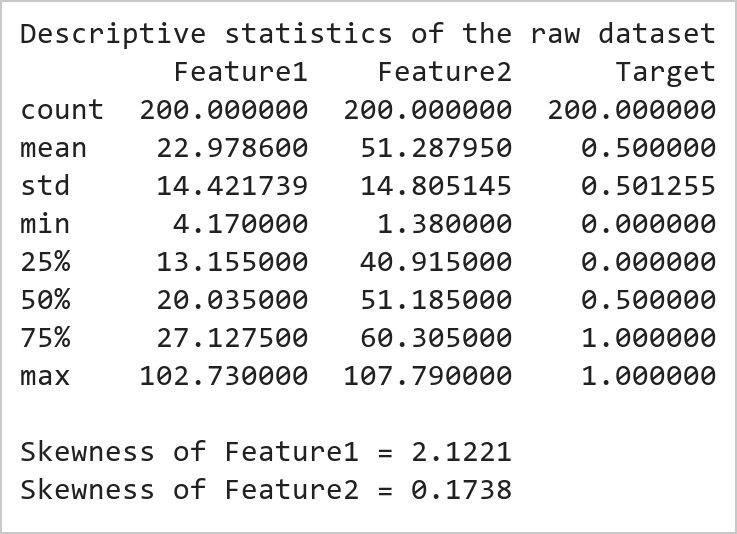 Descriptive statistics of the raw dataset
Feature1 Feature2 Target
count 200.000000 200.000000 200.000000
mean 22.978600 51.287950 0.500000
std 14.421739 14.805145 0.501255
min 4.170000 1.380000 0.000000
25% 13.155000 40.915000 0.000000
50% 20.035000 51.185000 0.500000
75% 27.127500 60.305000 1.000000
max 102.730000 107.790000 1.000000
Skewness of Feature1 = 2.1221
Skewness of Feature2 = 0.1738